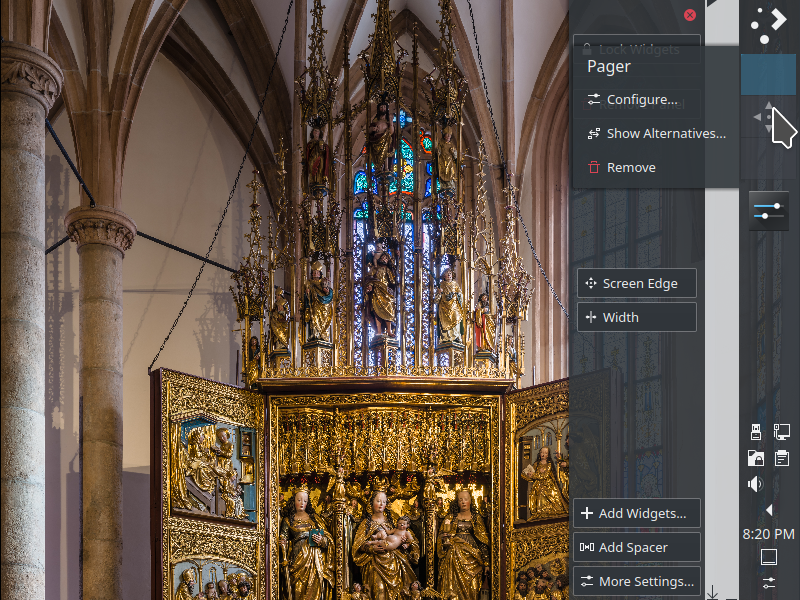 Lock Widgets
Pager
Configure...
Show Alternatives...
Remove
Screen Edge
Width
Add Widgets...
Add Spacer
More Settings...
8:20 PM